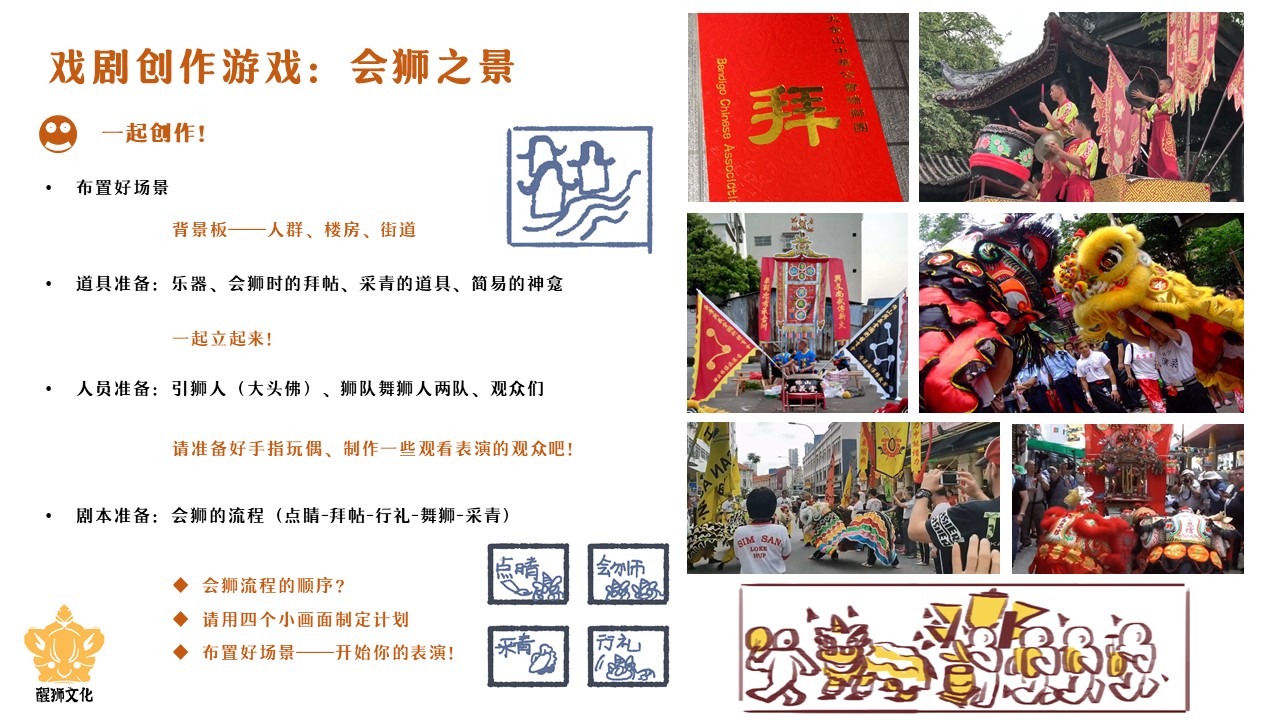 戏剧创作游戏：会狮之景
一起创作！
• 布置好场景
背景板——人群、楼房、街道
• 道具准备：乐器、会狮时的拜帖、采青的道具、简易的神龛
一起立起来！
• 人员准备：引狮人（大头佛）、狮队舞狮人两队、观众们
请准备好手指玩偶、制作一些观看表演的观众吧！
• 剧本准备：会狮的流程（点睛-拜帖-行礼-舞狮-采青）
◆ 会狮流程的顺序？
◆ 请用四个小画面制定计划
◆ 布置好场景——开始你的表演！
点睛
会狮
采青
行礼
醒狮文化
拜
Bendigo Chinese Association
SIM SAN
LOKE
HUP